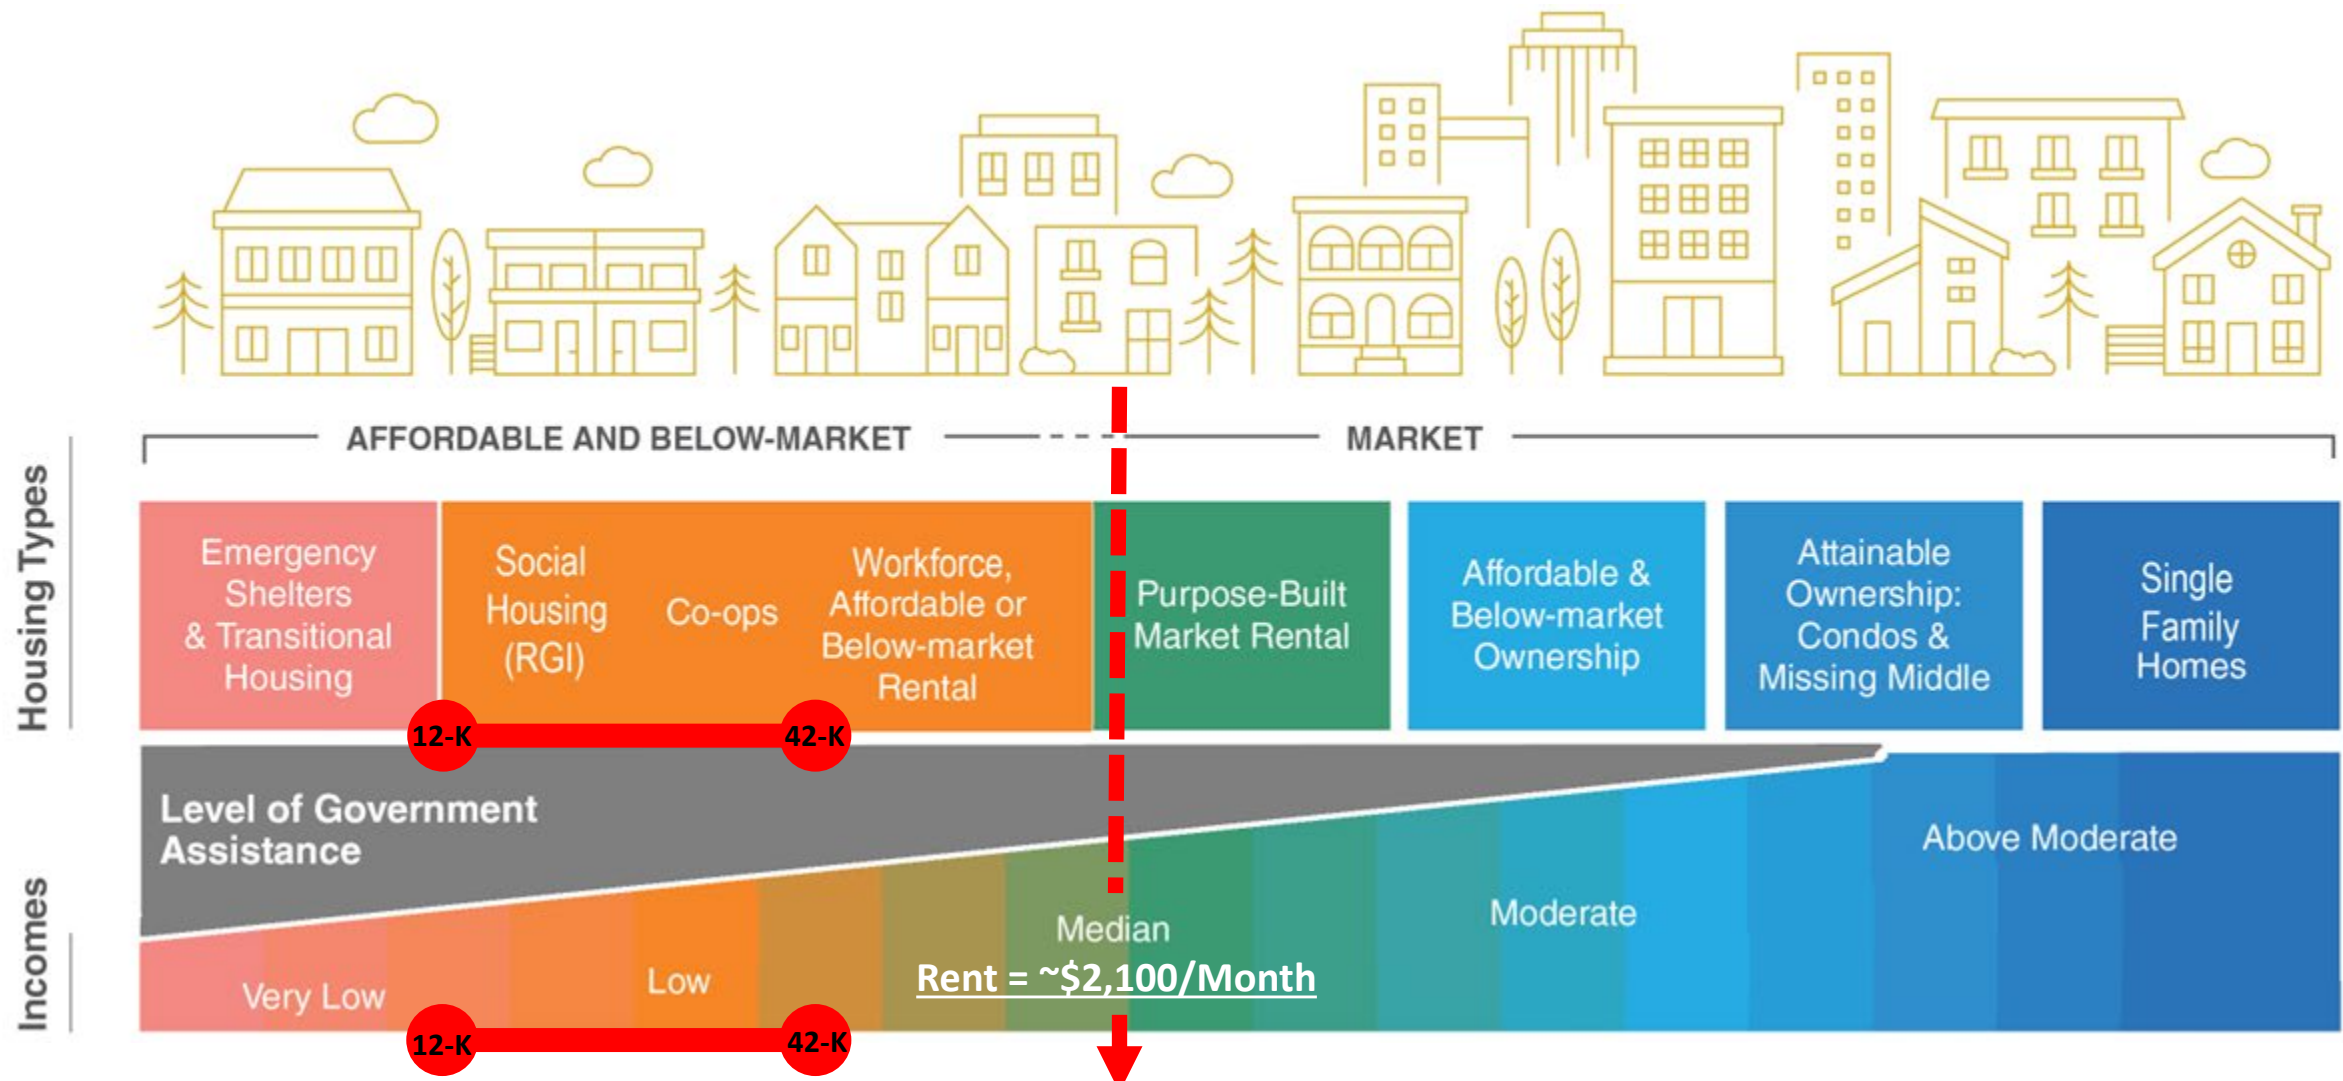 AFFORDABLE AND BELOW-MARKET
MARKET
Housing Types
Emergency
Shelters
& Transitional
Housing
Social
Housing
(RGI)
Co-ops
Workforce,
Affordable or
Below-market
Rental
Purpose-Built
Market Rental
Affordable &
Below-market
Ownership
Attainable
Ownership:
Condos &
Missing Middle
Single
Family
Homes
12-K
42-K
Level of Government
Assistance
Incomes
Very Low
Low
Median
Rent = ~$2,100/Month
Moderate
Above Moderate
12-K
42-K